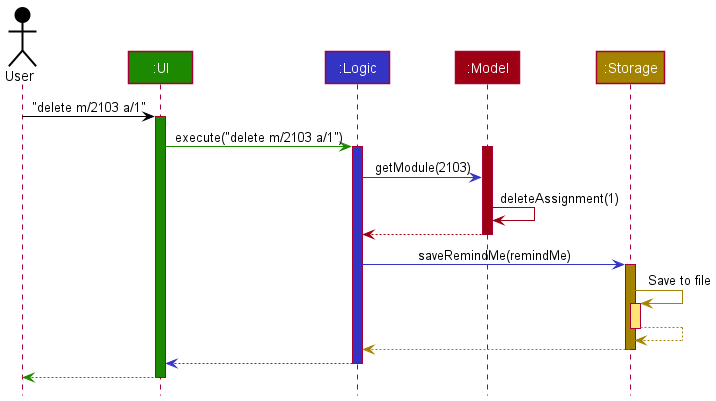 User
:UI
:Logic
:Model
:Storage
"delete m/2103 a/1"
execute("delete m/2103 a/1")
getModule(2103)
deleteAssignment(1)
saveRemindMe(remindMe)
Save to file